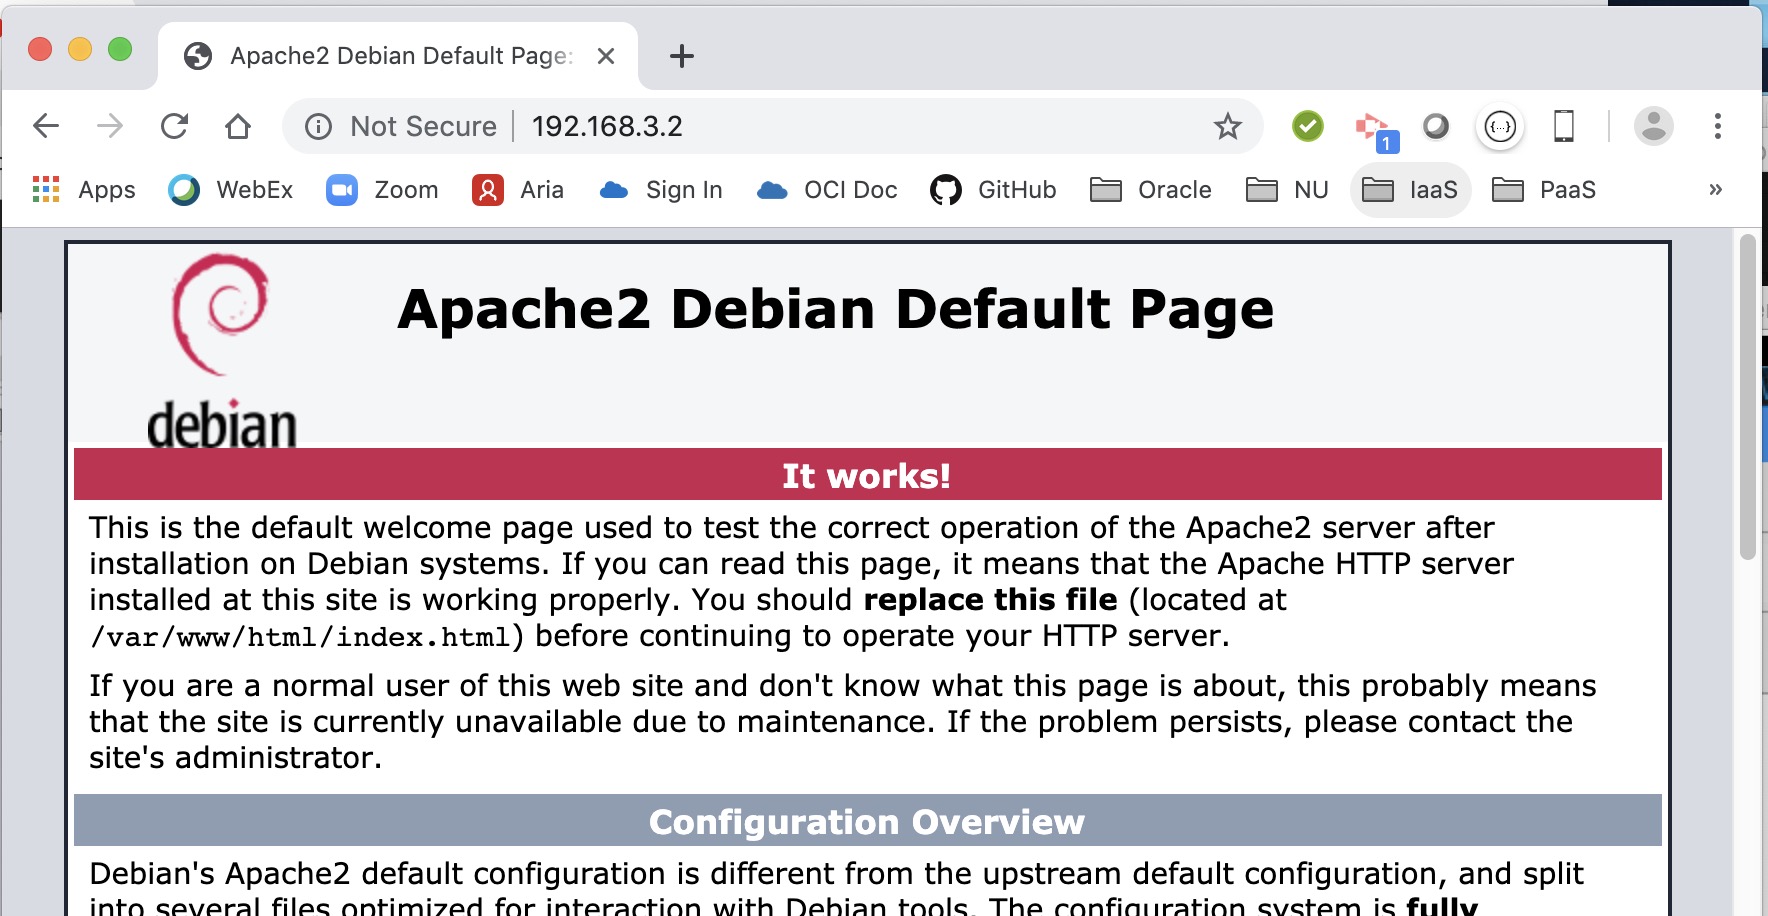 Apache2 Debian Default Page:
Not Secure 192.168.3.2
{...}
1
Apps WebEx Zoom Aria Sign In OCI Doc GitHub Oracle NU IaaS PaaS »
debian
Apache2 Debian Default Page
It works!
This is the default welcome page used to test the correct operation of the Apache2 server after
installation on Debian systems. If you can read this page, it means that the Apache HTTP server
installed at this site is working properly. You should replace this file (located at
/var/www/html/index.html) before continuing to operate your HTTP server.
If you are a normal user of this web site and don't know what this page is about, this probably means
that the site is currently unavailable due to maintenance. If the problem persists, please contact the
site's administrator.
Configuration Overview
Debian's Apache2 default configuration is different from the upstream default configuration, and split
into several files optimized for interaction with Debian tools. The configuration system is fully